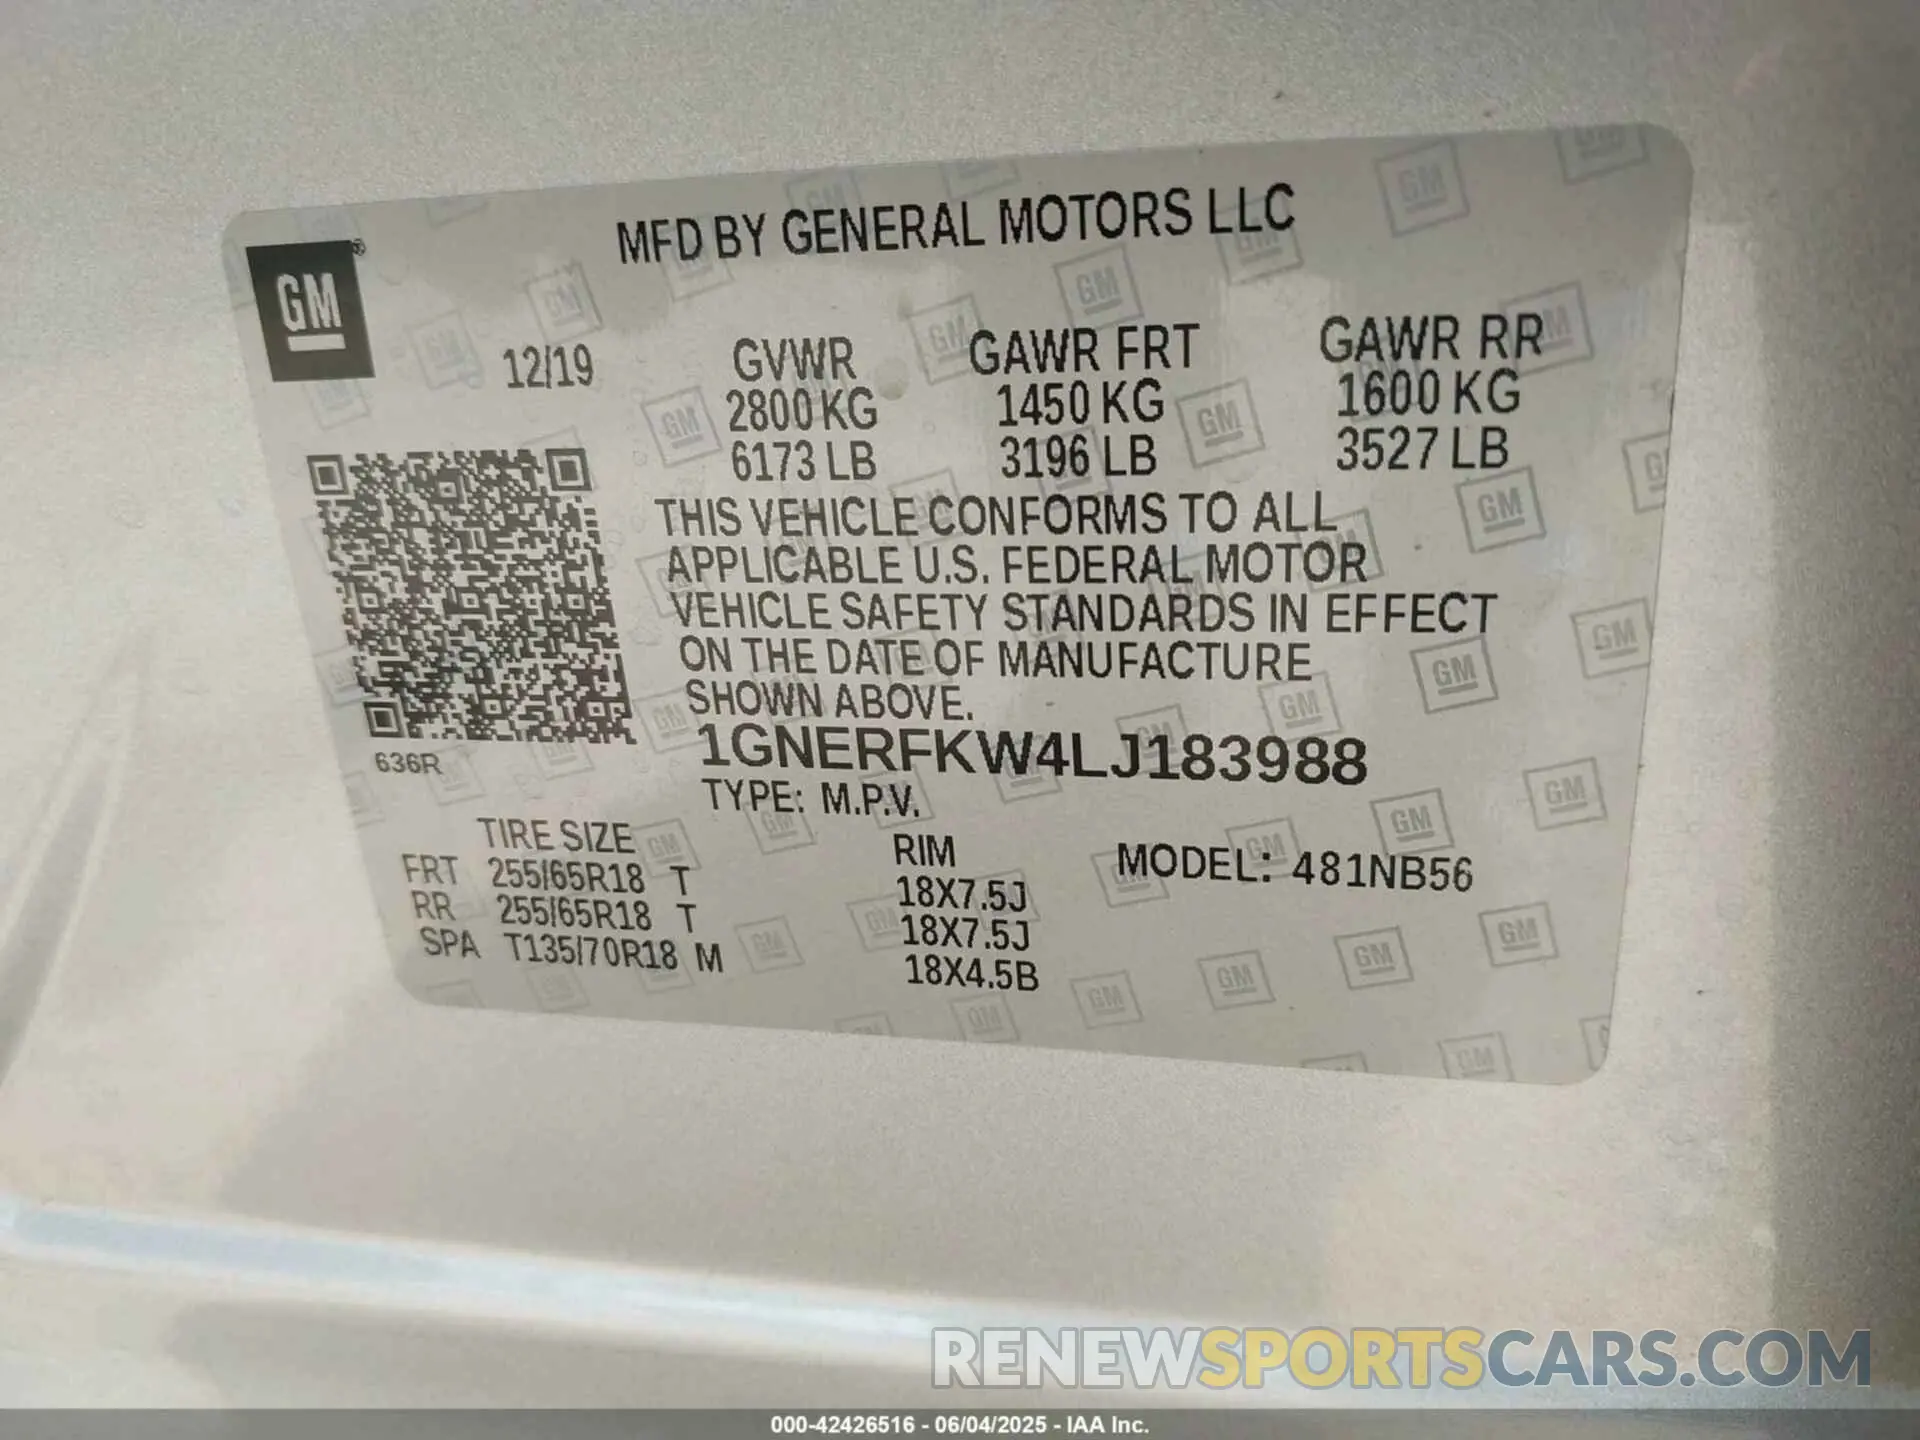 MFD BY GENERAL MOTORS LLC
GM®
12/19
GVWR GAWR FRT GAWR RR
2800 KG 1450 KG 1600 KG
6173 LB 3196 LB 3527 LB
THIS VEHICLE CONFORMS TO ALL
APPLICABLE U.S. FEDERAL MOTOR
VEHICLE SAFETY STANDARDS IN EFFECT
ON THE DATE OF MANUFACTURE
SHOWN ABOVE.
636R
1GNERFKW4LJ183988
TYPE: M.P.V.
TIRE SIZE RIM MODEL: 481NB56
FRT 255/65R18 T 18X7.5J
RR 255/65R18 T 18X7.5J
SPA T135/70R18 M 18X4.5B
RENEWSPORTSCARS.COM
000-42426516 - 06/04/2025 - IAA Inc.